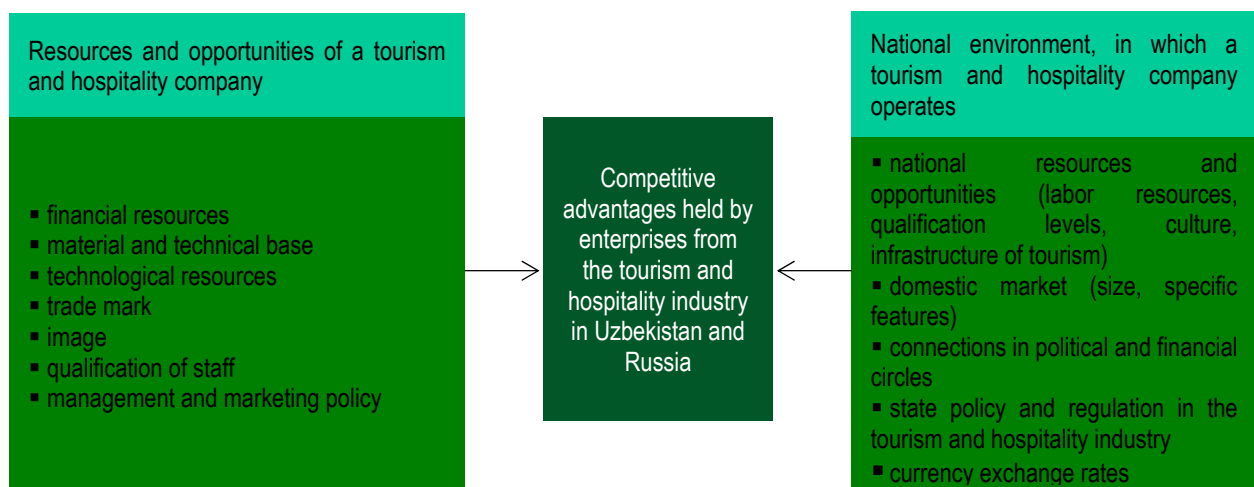 Resources and opportunities of a tourism
and hospitality company
▪ financial resources
▪ material and technical base
▪ technological resources
▪ trade mark
▪ image
▪ qualification of staff
▪ management and marketing policy
Competitive
advantages held by
enterprises from
the tourism and
hospitality industry
in Uzbekistan and
Russia
National environment, in which a
tourism and hospitality company
operates
▪ national resources and
opportunities (labor resources,
qualification levels, culture,
infrastructure of tourism)
▪ domestic market (size, specific
features)
▪ connections in political and financial
circles
▪ state policy and regulation in the
tourism and hospitality industry
▪ currency exchange rates